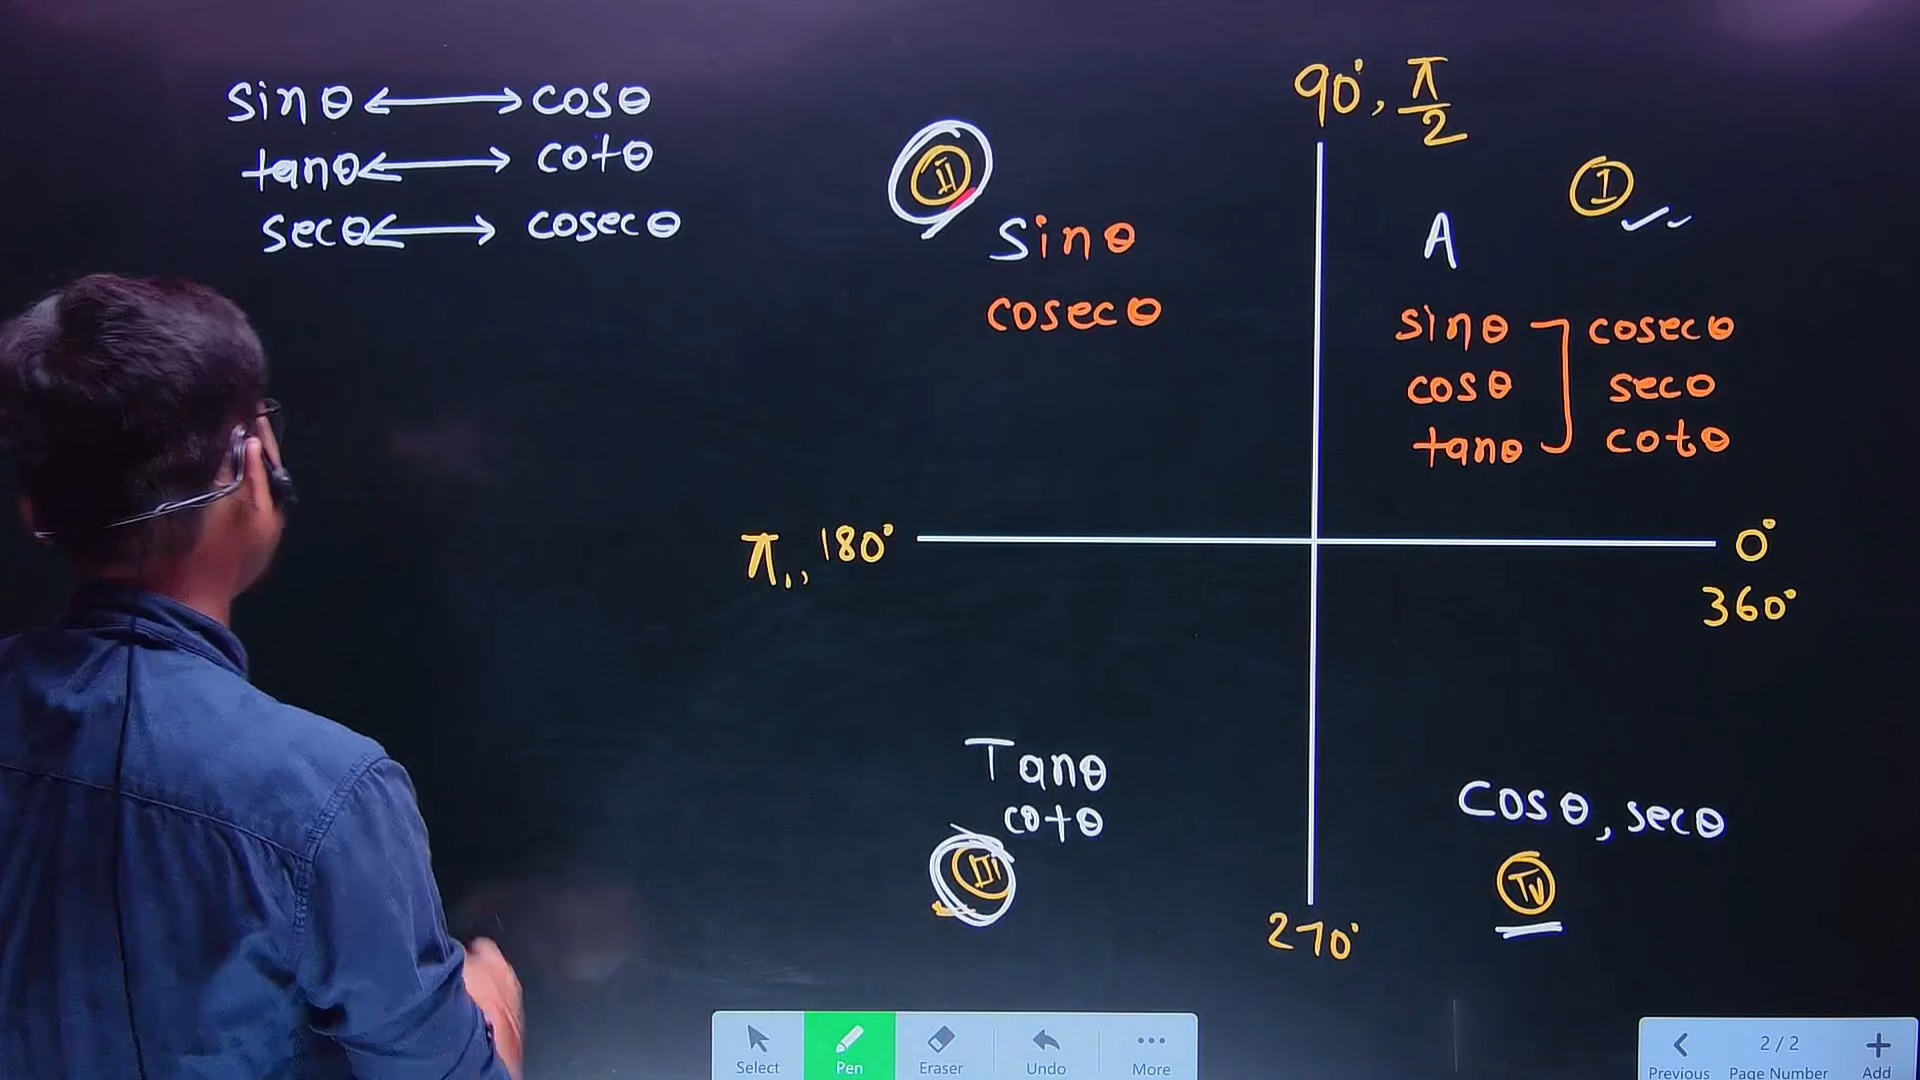 sinθ ↔ cosθ
tanθ ↔ cotθ
secθ ↔ cosecθ
90°, π/2
II
I
sinθ
cosecθ
A
sinθ cosecθ
cosθ secθ
tanθ cotθ
π,, 180°
0°
360°
Tanθ
cotθ
III
cosθ, secθ
IV
270°
Select Pen Eraser Undo More
2 / 2
Previous Page Number Add